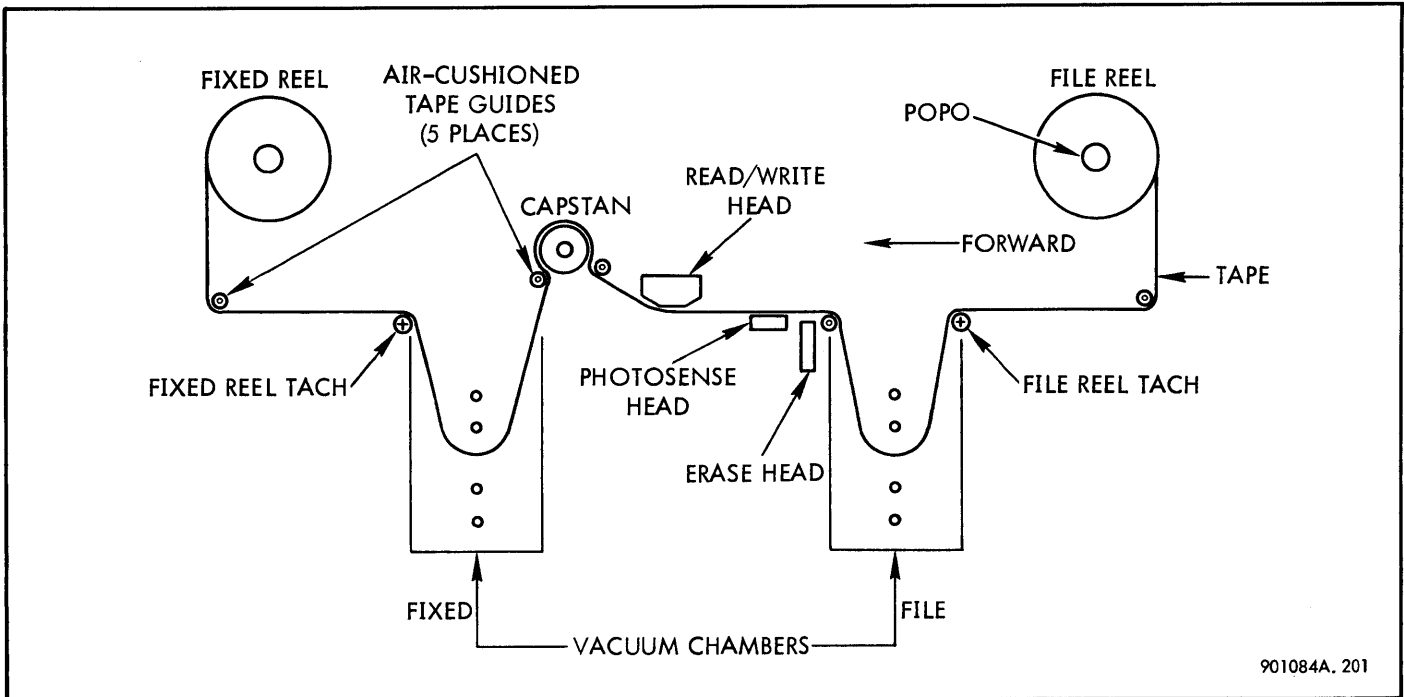 FIXED REEL
AIR-CUSHIONED
TAPE GUIDES
(5 PLACES)
FILE REEL
POPO
READ/WRITE
HEAD
CAPSTAN
FORWARD
TAPE
FIXED REEL TACH
PHOTOSENSE
HEAD
FILE REEL TACH
ERASE HEAD
FIXED
FILE
VACUUM CHAMBERS
901084A. 201